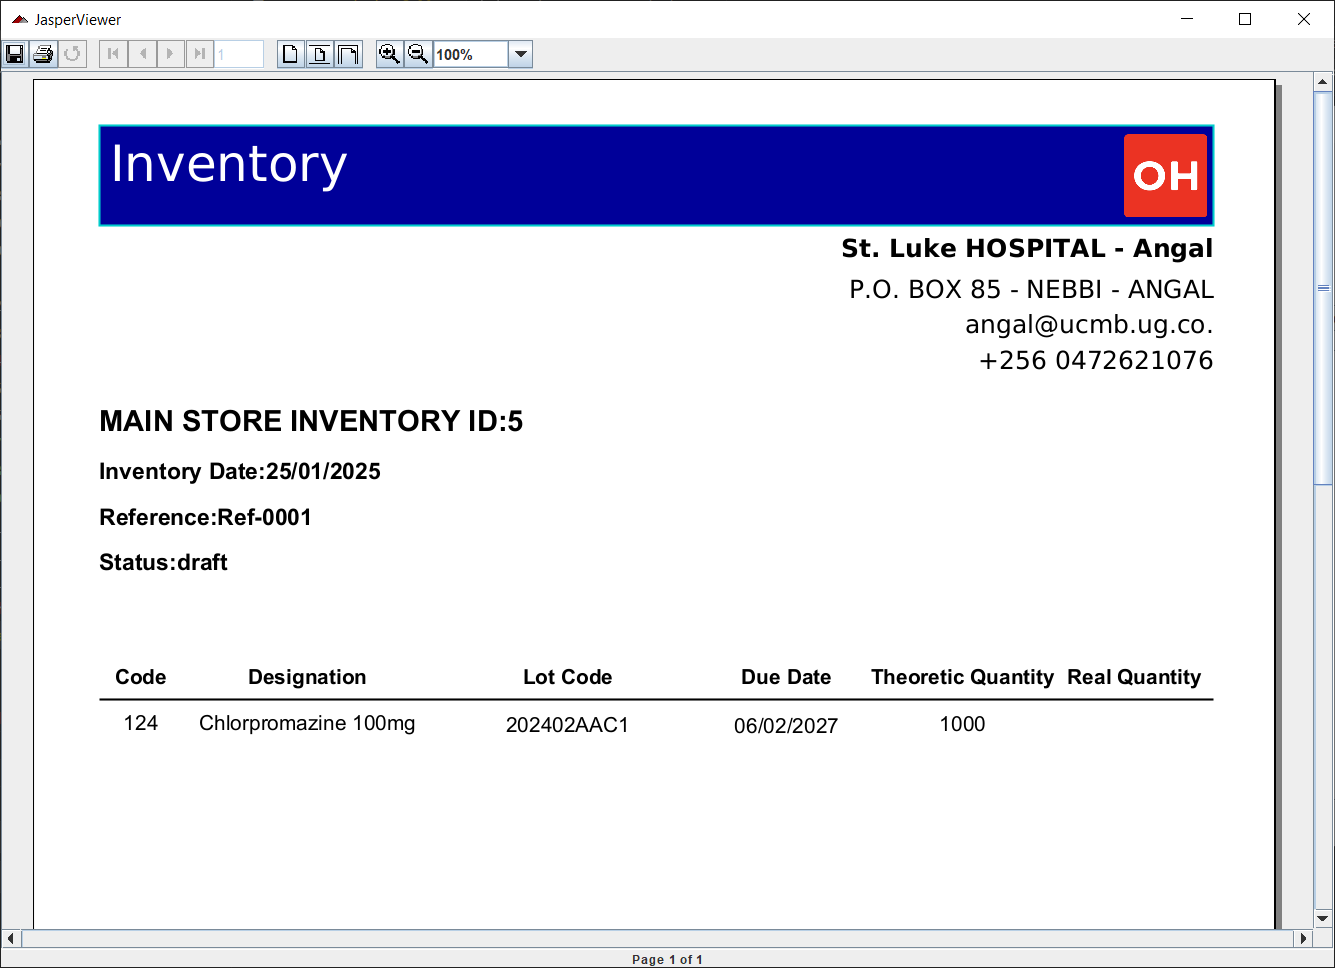 JasperViewer
1
100%
Inventory
OH
St. Luke HOSPITAL - Angal
P.O. BOX 85 - NEBBI - ANGAL
angal@ucmb.ug.co.
+256 0472621076
MAIN STORE INVENTORY ID:5
Inventory Date:25/01/2025
Reference:Ref-0001
Status:draft
Code Designation Lot Code Due Date Theoretic Quantity Real Quantity
124 Chlorpromazine 100mg 202402AAC1 06/02/2027 1000
Page 1 of 1